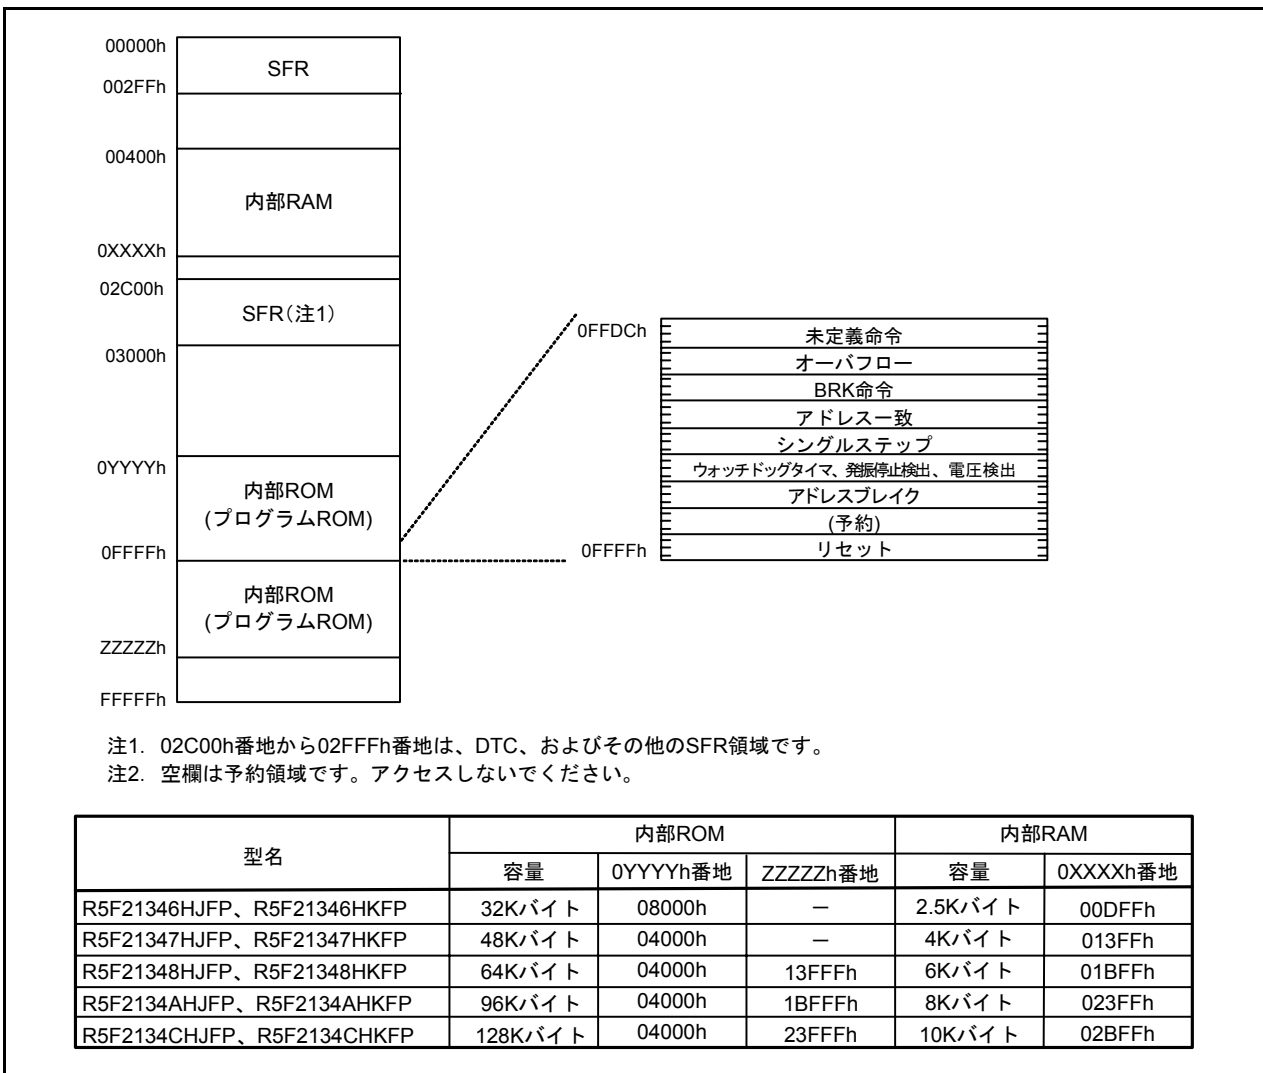 00000h
SFR
002FFh
00400h
内部RAM
0XXXXh
02C00h
SFR(注1)
03000h
0YYYYh
内部ROM
(プログラムROM)
0FFFFh
内部ROM
(プログラムROM)
ZZZZZh
FFFFFh
0FFDCh
未定義命令
オーバフロー
BRK命令
アドレス一致
シングルステップ
ウォッチドッグタイマ、発振停止検出、電圧検出
アドレスブレイク
(予約)
0FFFFh
リセット
注1. 02C00h番地から02FFFh番地は、DTC、およびその他のSFR領域です。
注2. 空欄は予約領域です。アクセスしないでください。
型名 内部ROM 内部RAM
容量 0YYYYh番地 ZZZZZh番地 容量 0XXXXh番地
R5F21346HJFP、R5F21346HKFP 32Kバイト 08000h − 2.5Kバイト 00DFFh
R5F21347HJFP、R5F21347HKFP 48Kバイト 04000h − 4Kバイト 013FFh
R5F21348HJFP、R5F21348HKFP 64Kバイト 04000h 13FFFh 6Kバイト 01BFFh
R5F2134AHJFP、R5F2134AHKFP 96Kバイト 04000h 1BFFFh 8Kバイト 023FFh
R5F2134CHJFP、R5F2134CHKFP 128Kバイト 04000h 23FFFh 10Kバイト 02BFFh